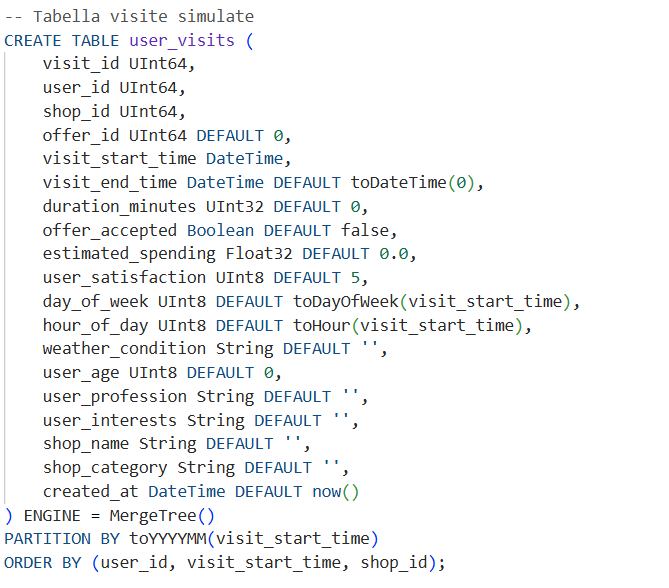 -- Tabella visite simulate
CREATE TABLE user_visits (
    visit_id UInt64,
    user_id UInt64,
    shop_id UInt64,
    offer_id UInt64 DEFAULT 0,
    visit_start_time DateTime,
    visit_end_time DateTime DEFAULT toDateTime(0),
    duration_minutes UInt32 DEFAULT 0,
    offer_accepted Boolean DEFAULT false,
    estimated_spending Float32 DEFAULT 0.0,
    user_satisfaction UInt8 DEFAULT 5,
    day_of_week UInt8 DEFAULT toDayOfWeek(visit_start_time),
    hour_of_day UInt8 DEFAULT toHour(visit_start_time),
    weather_condition String DEFAULT '',
    user_age UInt8 DEFAULT 0,
    user_profession String DEFAULT '',
    user_interests String DEFAULT '',
    shop_name String DEFAULT '',
    shop_category String DEFAULT '',
    created_at DateTime DEFAULT now()
) ENGINE = MergeTree()
PARTITION BY toYYYYMM(visit_start_time)
ORDER BY (user_id, visit_start_time, shop_id);